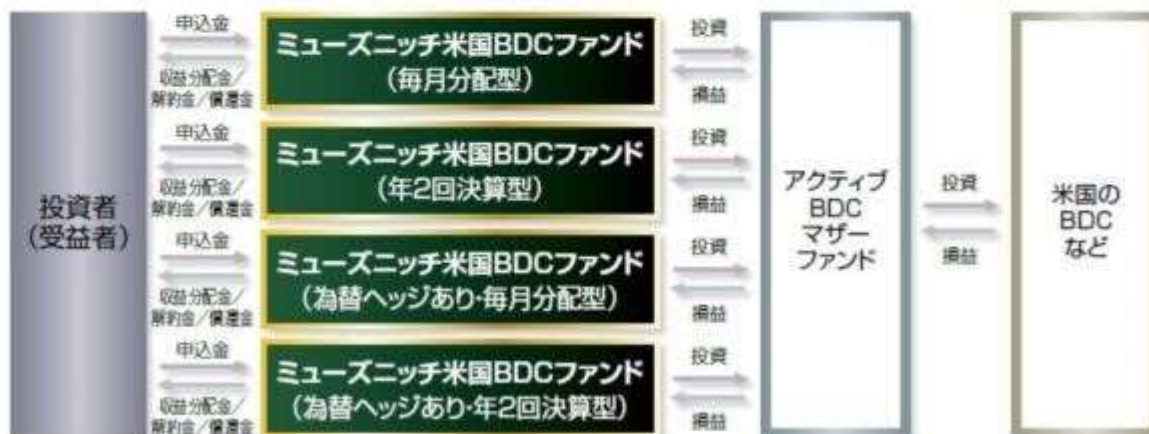 投資者
(受益者)
申込金
収益分配金/
解約金/償還金
ミューズニッチ米国BDCファンド
(毎月分配型)
投資
損益
申込金
収益分配金/
解約金/償還金
ミューズニッチ米国BDCファンド
(年2回決算型)
投資
損益
申込金
収益分配金/
解約金/償還金
ミューズニッチ米国BDCファンド
(為替ヘッジあり・毎月分配型)
投資
損益
申込金
収益分配金/
解約金/償還金
ミューズニッチ米国BDCファンド
(為替ヘッジあり・年2回決算型)
投資
損益
アクティブ
BDC
マザー
ファンド
投資
損益
米国の
BDC
など